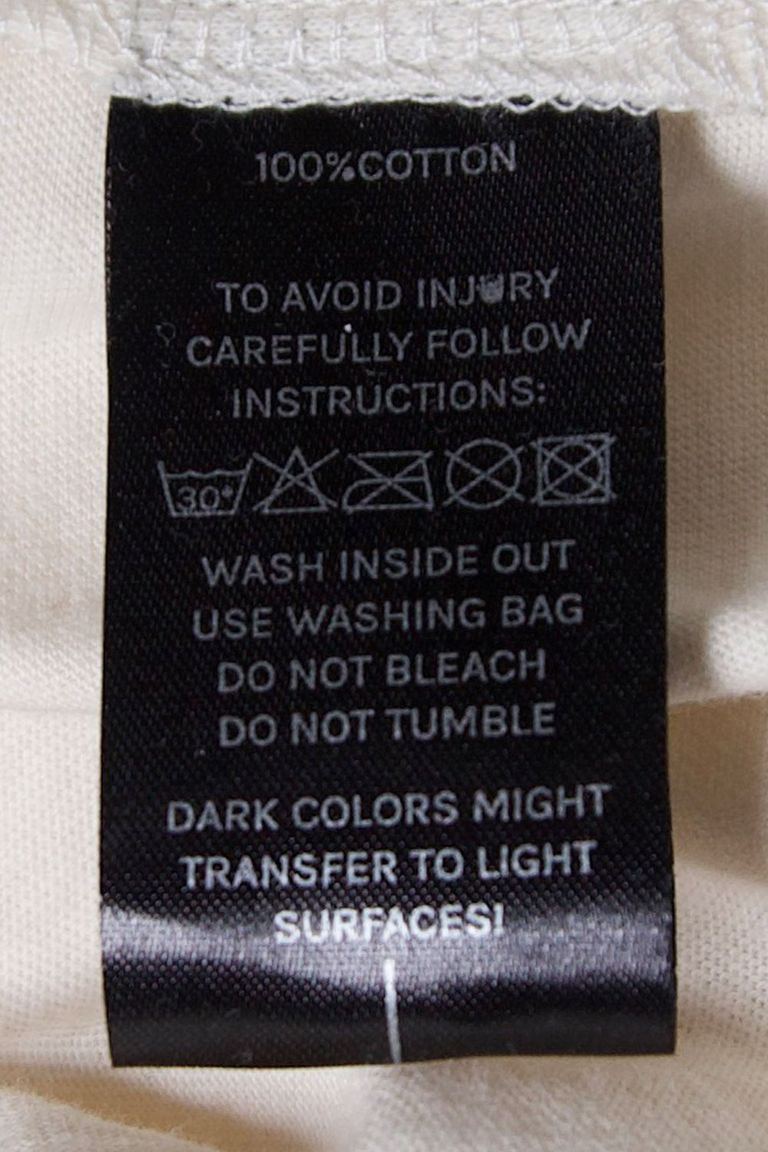 100%COTTON
TO AVOID INJURY
CAREFULLY FOLLOW
INSTRUCTIONS:
30°
WASH INSIDE OUT
USE WASHING BAG
DO NOT BLEACH
DO NOT TUMBLE
DARK COLORS MIGHT
TRANSFER TO LIGHT
SURFACES!